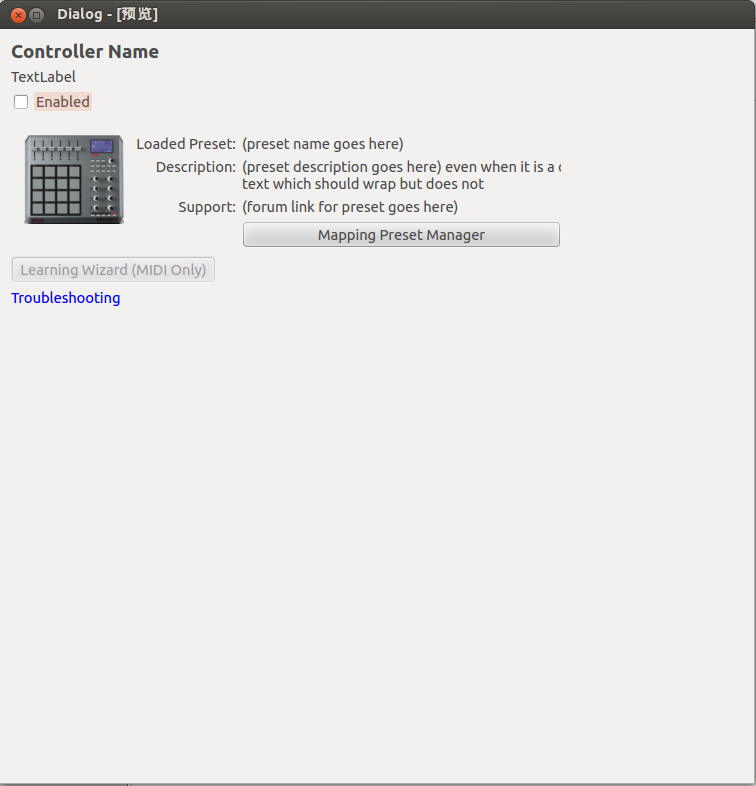 Dialog - [预览]
Controller Name
TextLabel
Enabled
Loaded Preset: (preset name goes here)
Description: (preset description goes here) even when it is a
text which should wrap but does not
Support: (forum link for preset goes here)
Mapping Preset Manager
Learning Wizard (MIDI Only)
Troubleshooting